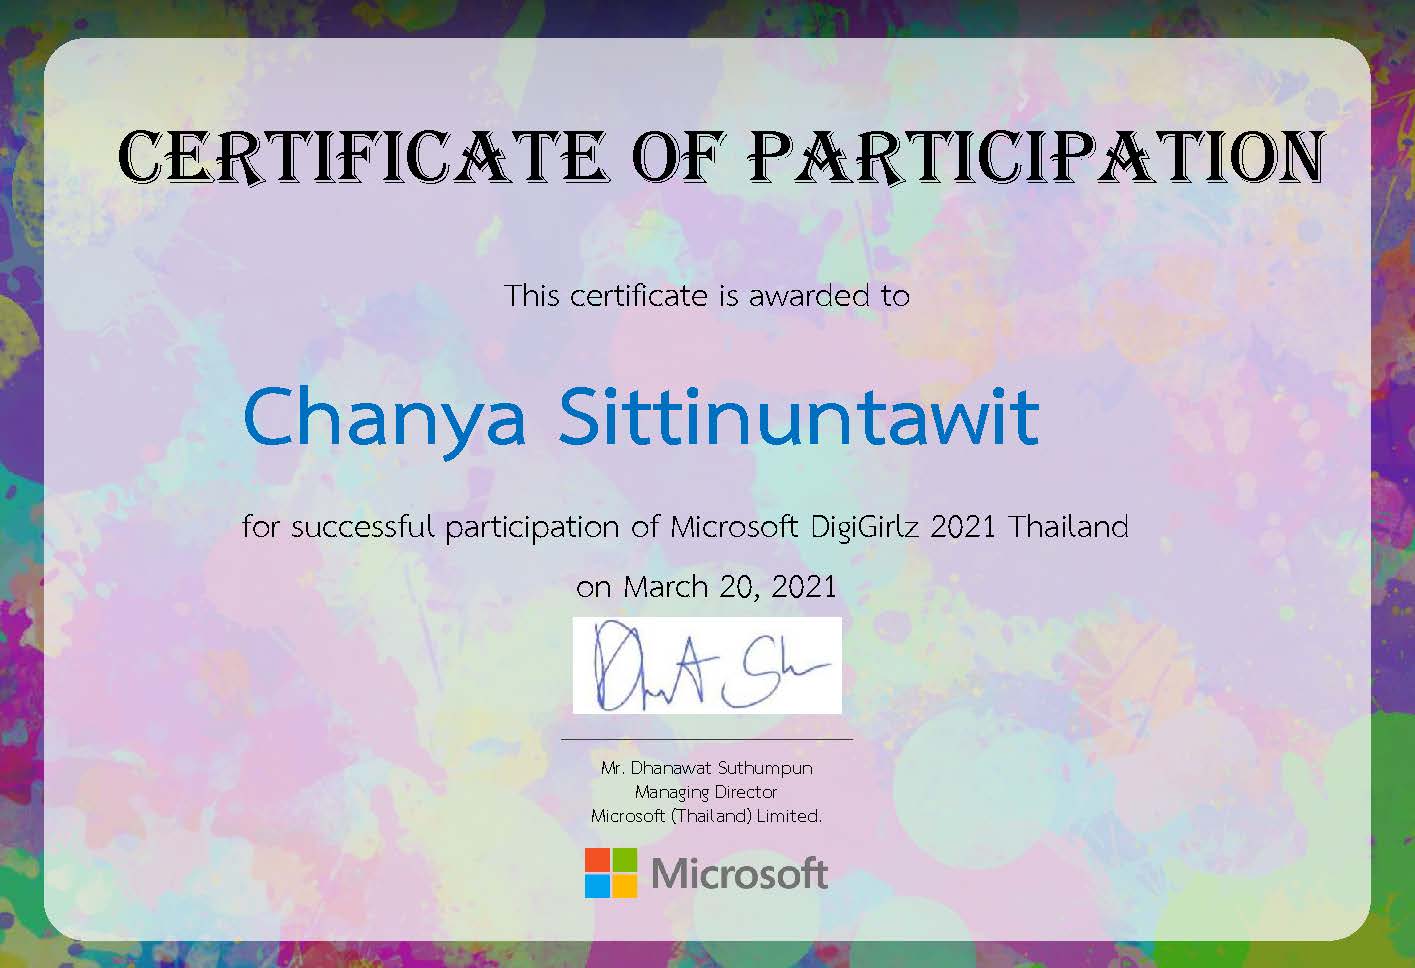 CERTIFICATE OF PARTICIPATION
This certificate is awarded to
Chanya Sittinuntawit
for successful participation of Microsoft DigiGirlz 2021 Thailand
on March 20, 2021
Mr. Dhanawat Suthumpun
Managing Director
Microsoft (Thailand) Limited.
Microsoft